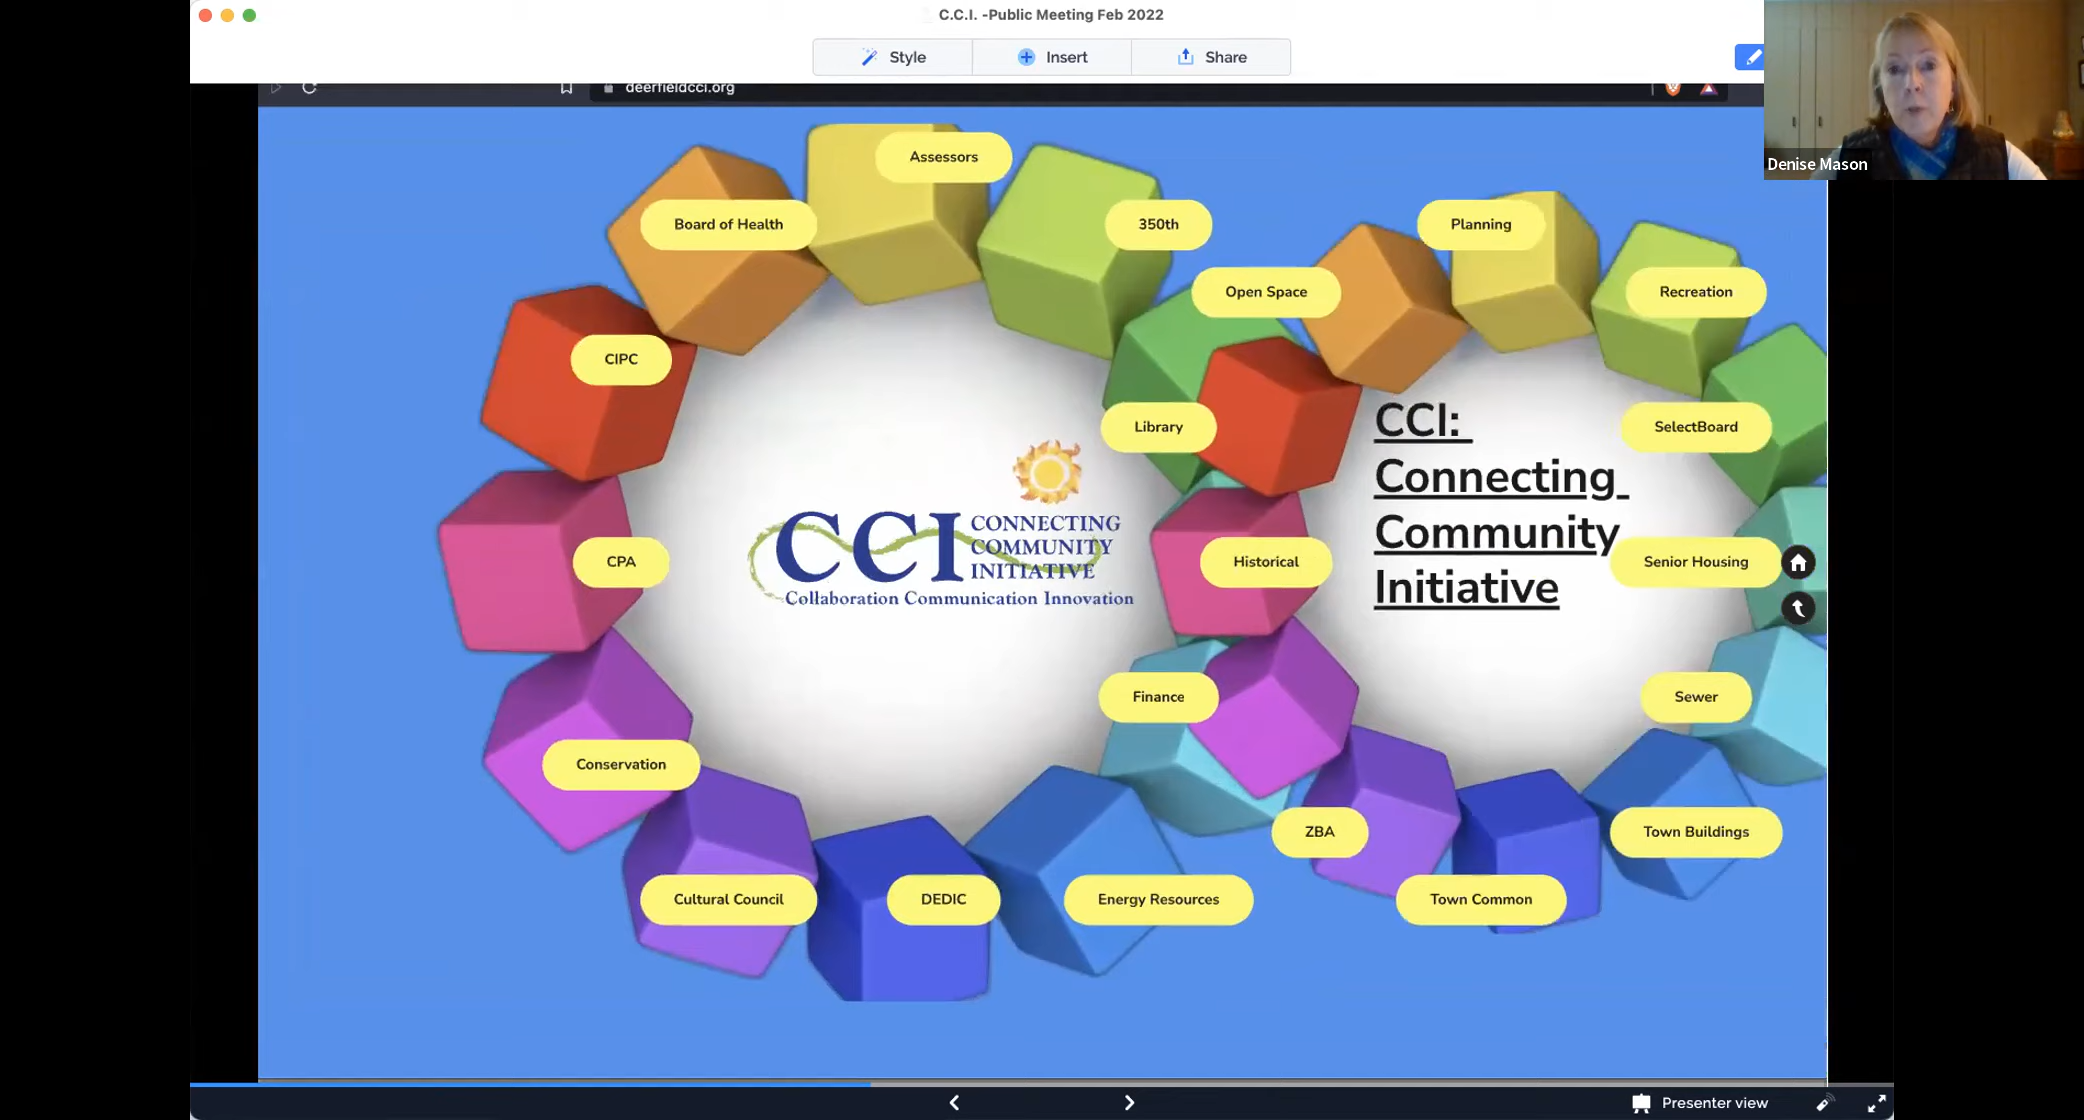 C.C.I. -Public Meeting Feb 2022
Style
Insert
Share
deerfieldcci.org
Denise Mason
Assessors
Board of Health
350th
Planning
Open Space
Recreation
CIPC
Library
SelectBoard
CCI:
Connecting
Community
Initiative
CCI CONNECTING
COMMUNITY
INITIATIVE
Collaboration Communication Innovation
CPA
Historical
Senior Housing
Finance
Sewer
Conservation
ZBA
Town Buildings
Cultural Council
DEDIC
Energy Resources
Town Common
Presenter view